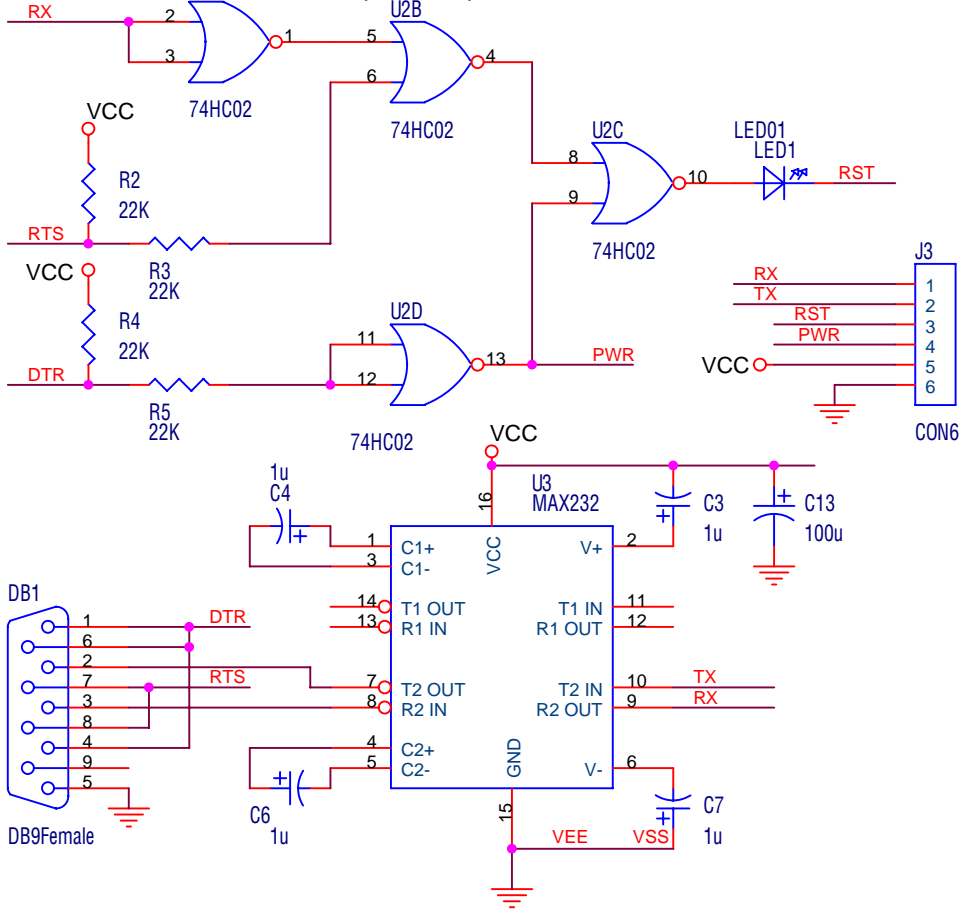 RX
2
3
1
74HC02
U2B
5
6
4
74HC02
VCC
R2
22K
RTS
R3
22K
U2C
8
9
10
74HC02
LED01
LED1
RST
VCC
R4
22K
DTR
R5
22K
U2D
11
12
13
74HC02
PWR
J3
RX
1
TX
2
RST
3
PWR
4
VCC
5
6
CON6
VCC
1u
C4
U3
MAX232
16
C3
1u
C13
100u
1
C1+
3
C1-
VCC
V+
2
14
T1 OUT
13
R1 IN
T1 IN
11
R1 OUT
12
7
T2 OUT
8
R2 IN
T2 IN
10
TX
R2 OUT
9
RX
4
C2+
5
C2-
GND
V-
6
15
C6
1u
C7
1u
VEE
VSS
DB1
1
DTR
6
2
7
RTS
3
8
4
9
5
DB9Female